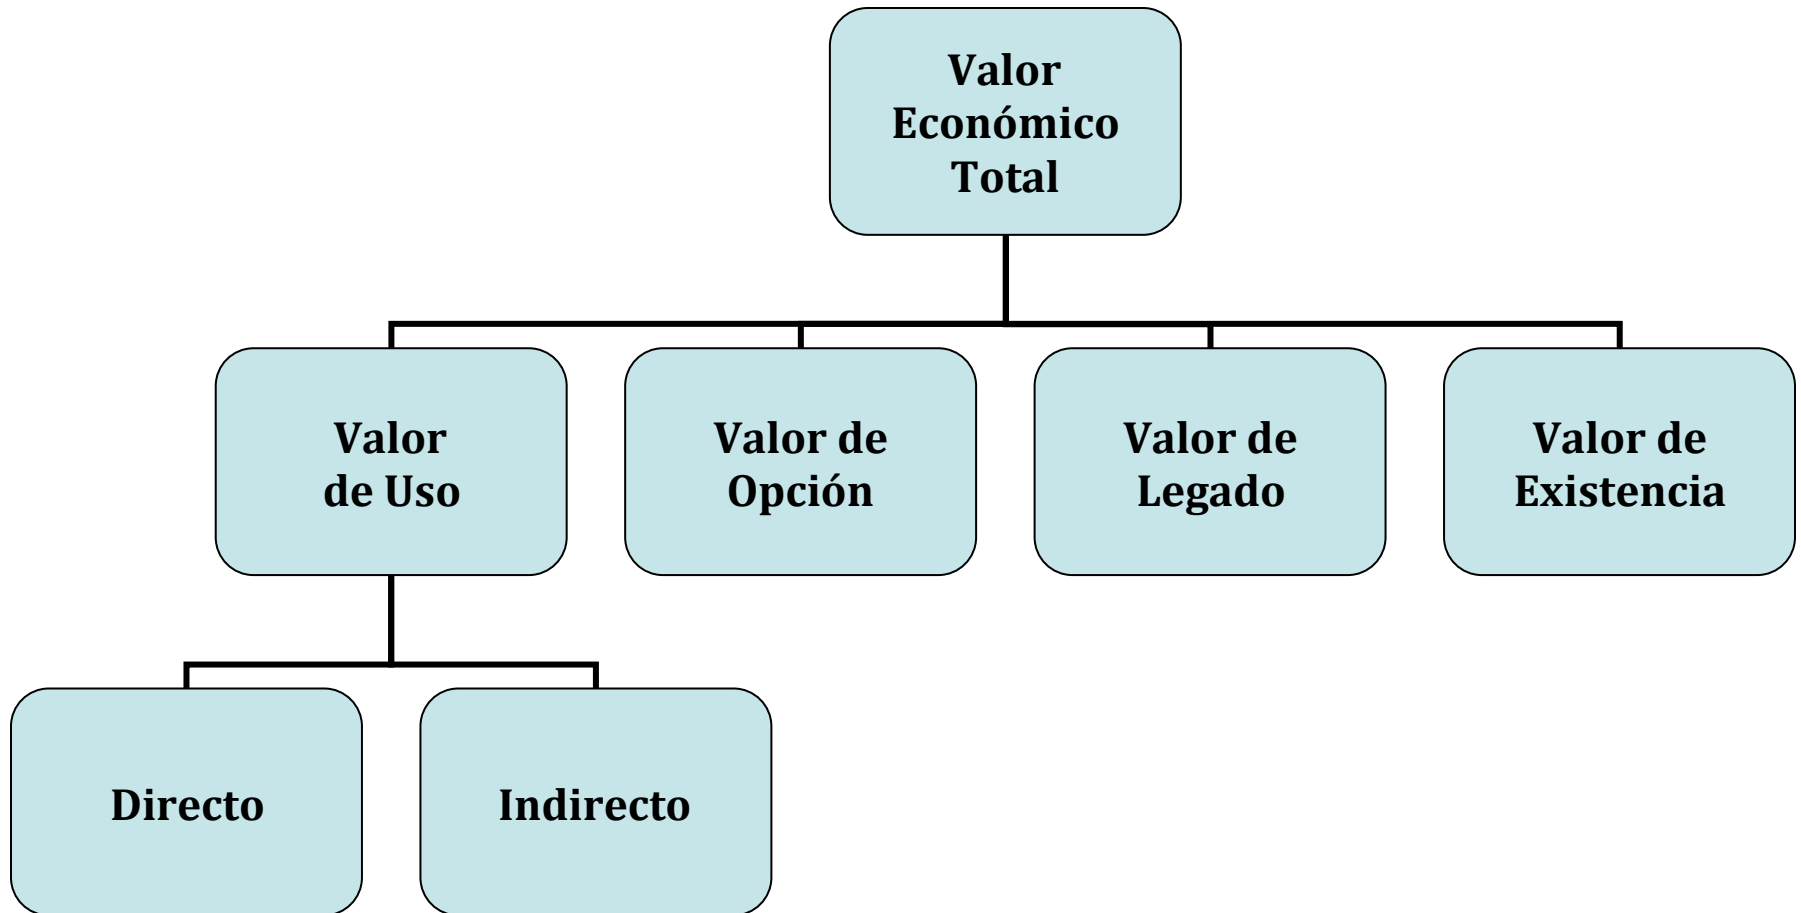 Valor
Económico
Total
Valor
de Uso
Valor de
Opción
Valor de
Legado
Valor de
Existencia
Directo
Indirecto